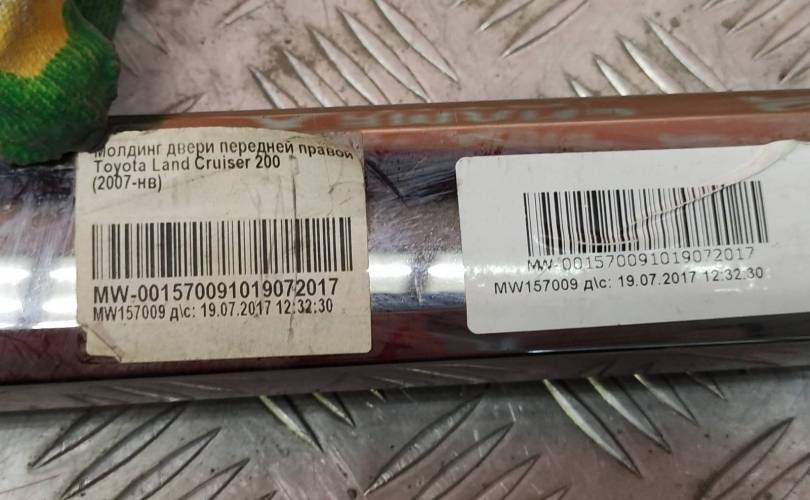 Молдинг двери передней правой
Toyota Land Cruiser 200
(2007-нв)
MW-001570091019072017
MW157009 д\с: 19.07.2017 12:32:30
MW-001570091019072017
MW157009 д\с: 19.07.2017 12:32:30